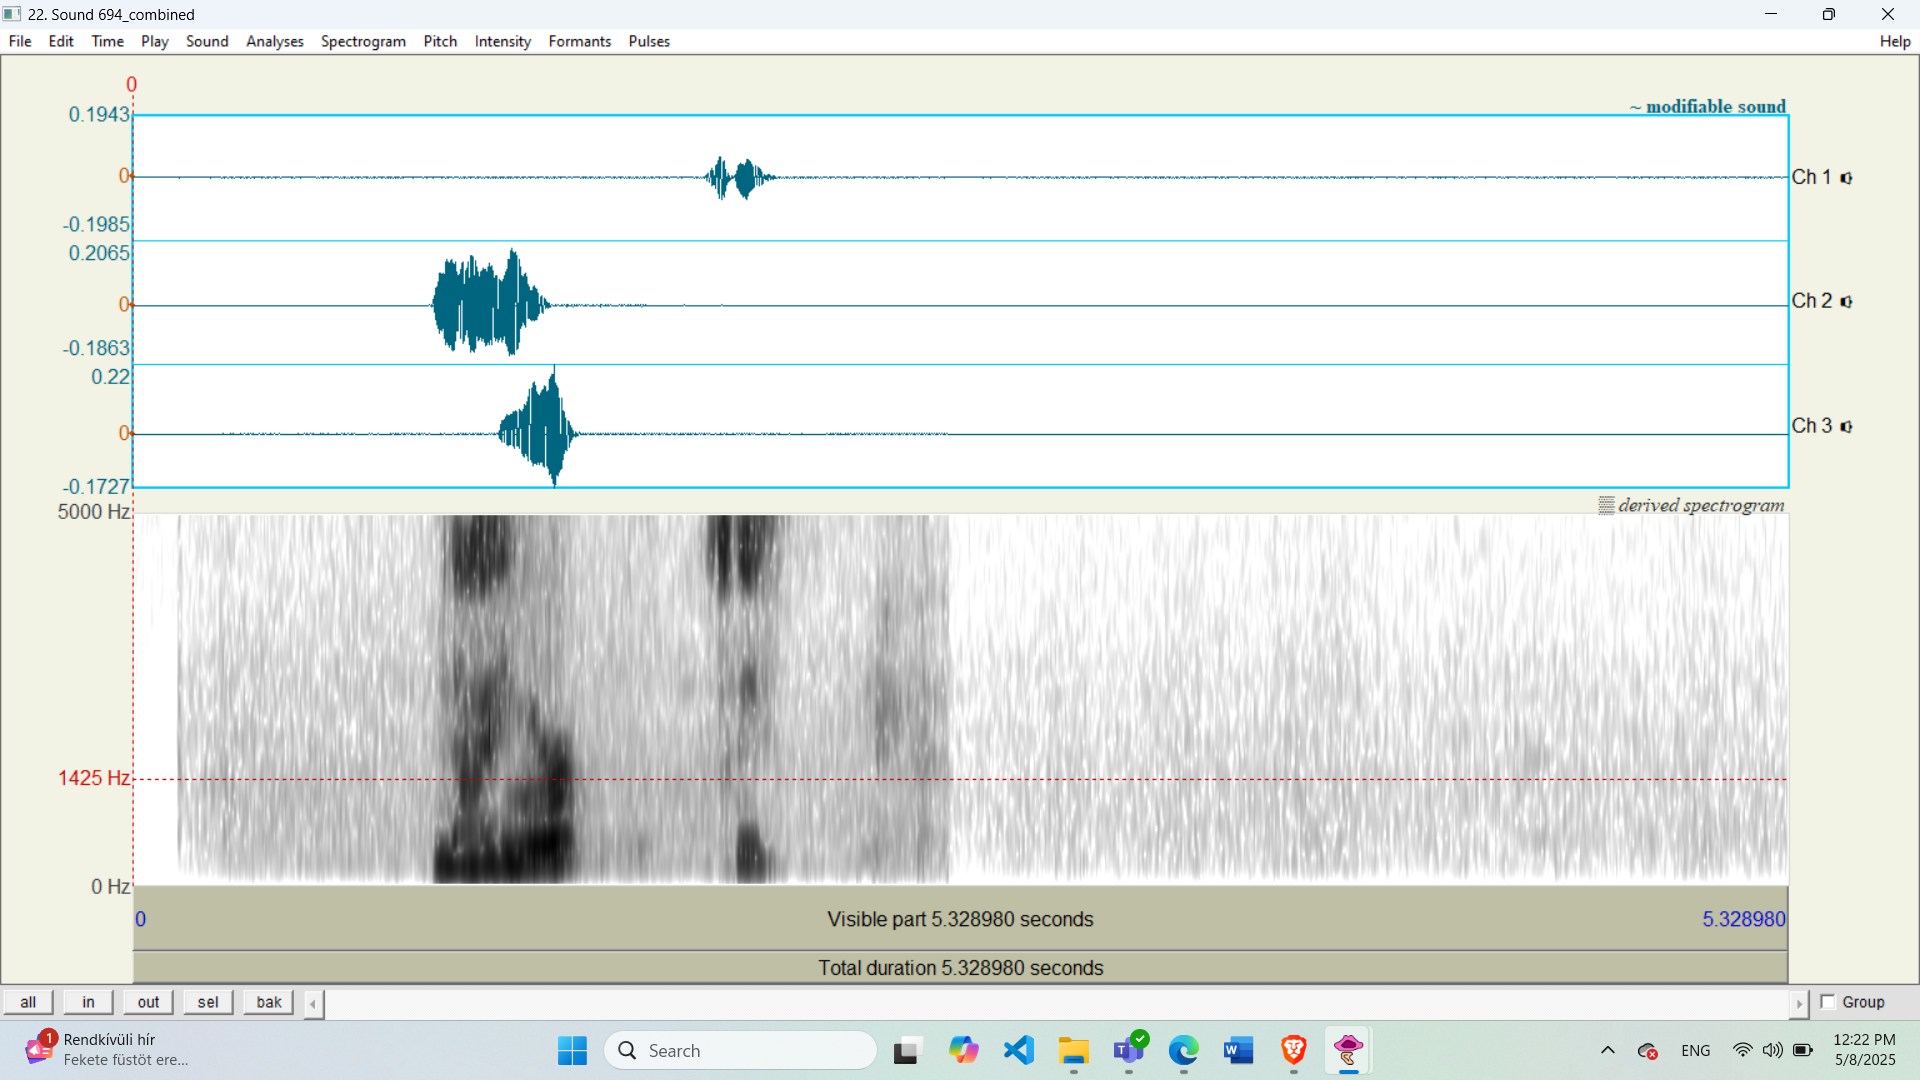 22. Sound 694_combined
File Edit Time Play Sound Analyses Spectrogram Pitch Intensity Formants Pulses Help
0
0.1943
~ modifiable sound
0
Ch 1
-0.1985
0.2065
0
Ch 2
-0.1863
0.22
0
Ch 3
-0.1727
5000 Hz
derived spectrogram
1425 Hz
0 Hz
0
Visible part 5.328980 seconds
5.328980
Total duration 5.328980 seconds
all in out sel bak
Group
1
Rendkívüli hír
Fekete füstöt ere...
Search
ENG
12:22 PM
5/8/2025